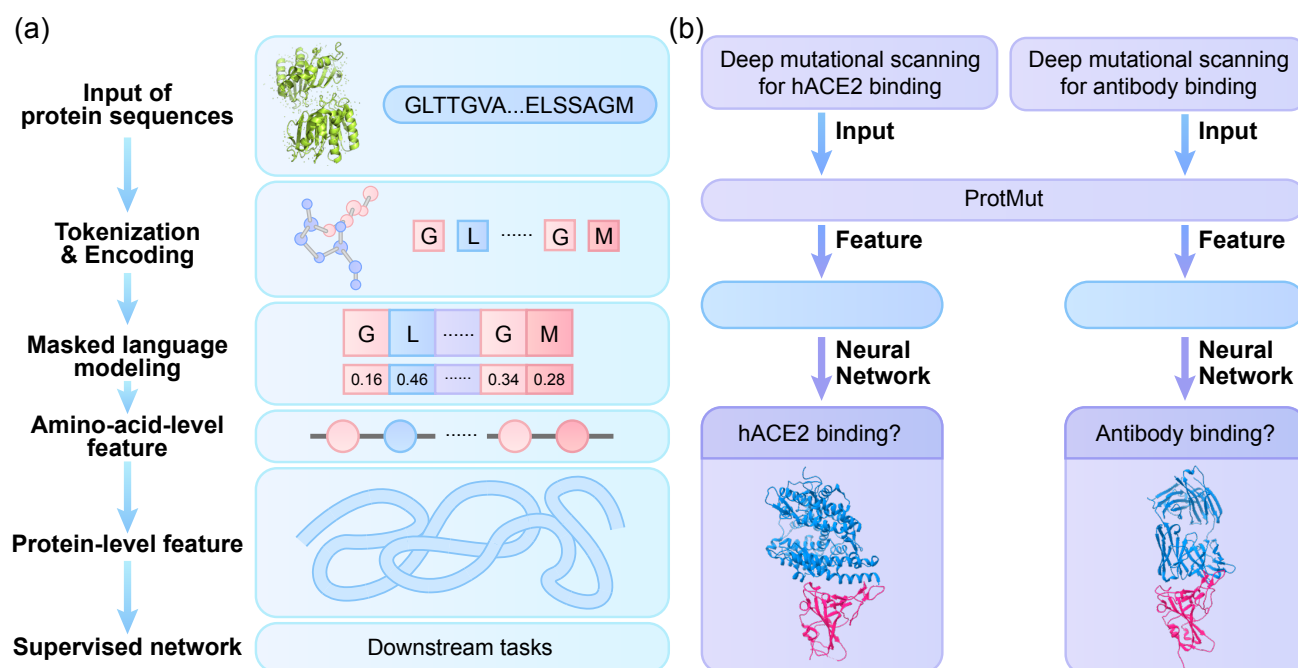 (a)
Input of
protein sequences
GLTTGVA...ELSSAGM
Tokenization
& Encoding
G L ...... G M
Masked language
modeling
G L ...... G M
0.16 0.46 ...... 0.34 0.28
Amino-acid-level
feature
......
Protein-level feature
Supervised network
Downstream tasks
(b)
Deep mutational scanning
for hACE2 binding
Deep mutational scanning
for antibody binding
Input
Input
ProtMut
Feature
Feature
Neural
Network
Neural
Network
hACE2 binding?
Antibody binding?